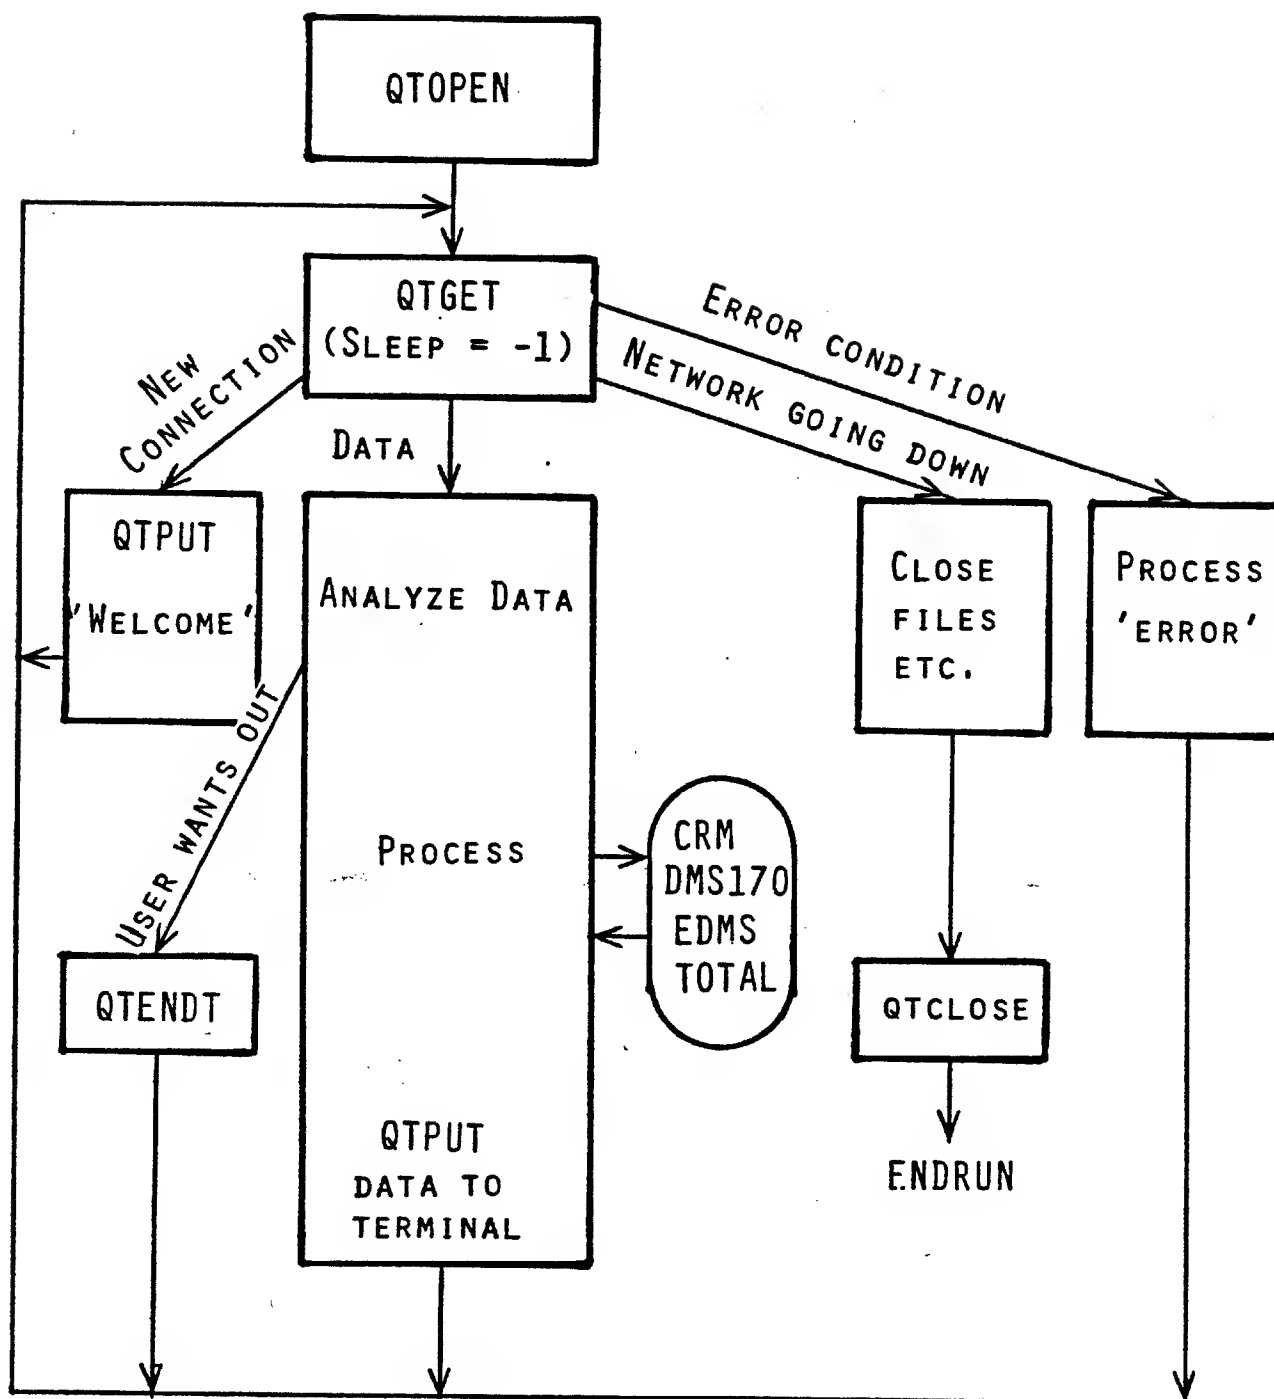 QTOPEN
QTGET
(SLEEP = -1)
NEW
CONNECTION
DATA
ERROR CONDITION
NETWORK GOING DOWN
QTPUT
'WELCOME'
ANALYZE DATA
CLOSE
FILES
ETC.
PROCESS
'ERROR'
USER WANTS OUT
PROCESS
CRM
DMS170
EDMS
TOTAL
QTENDT
QTCLOSE
QTPUT
DATA TO
TERMINAL
ENDRUN